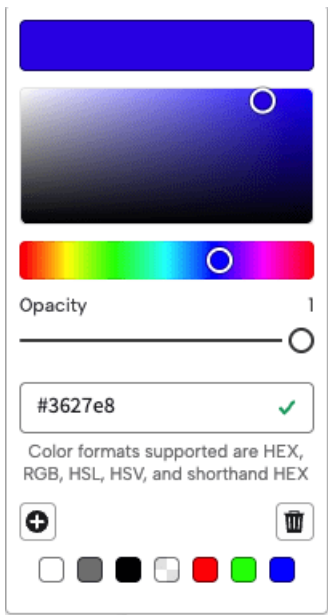 Opacity 1
#3627e8
Color formats supported are HEX,
RGB, HSL, HSV, and shorthand HEX